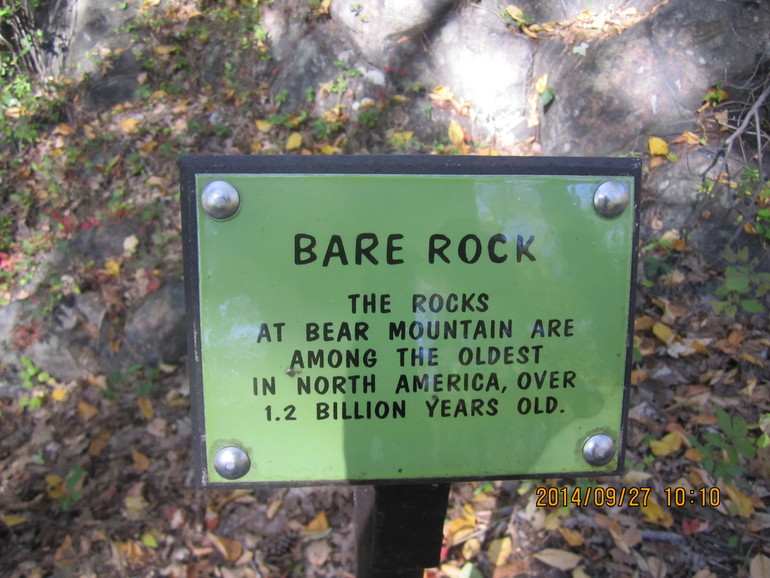 BARE ROCK
THE ROCKS
AT BEAR MOUNTAIN ARE
AMONG THE OLDEST
IN NORTH AMERICA, OVER
1.2 BILLION YEARS OLD.
2014/09/27 10:10